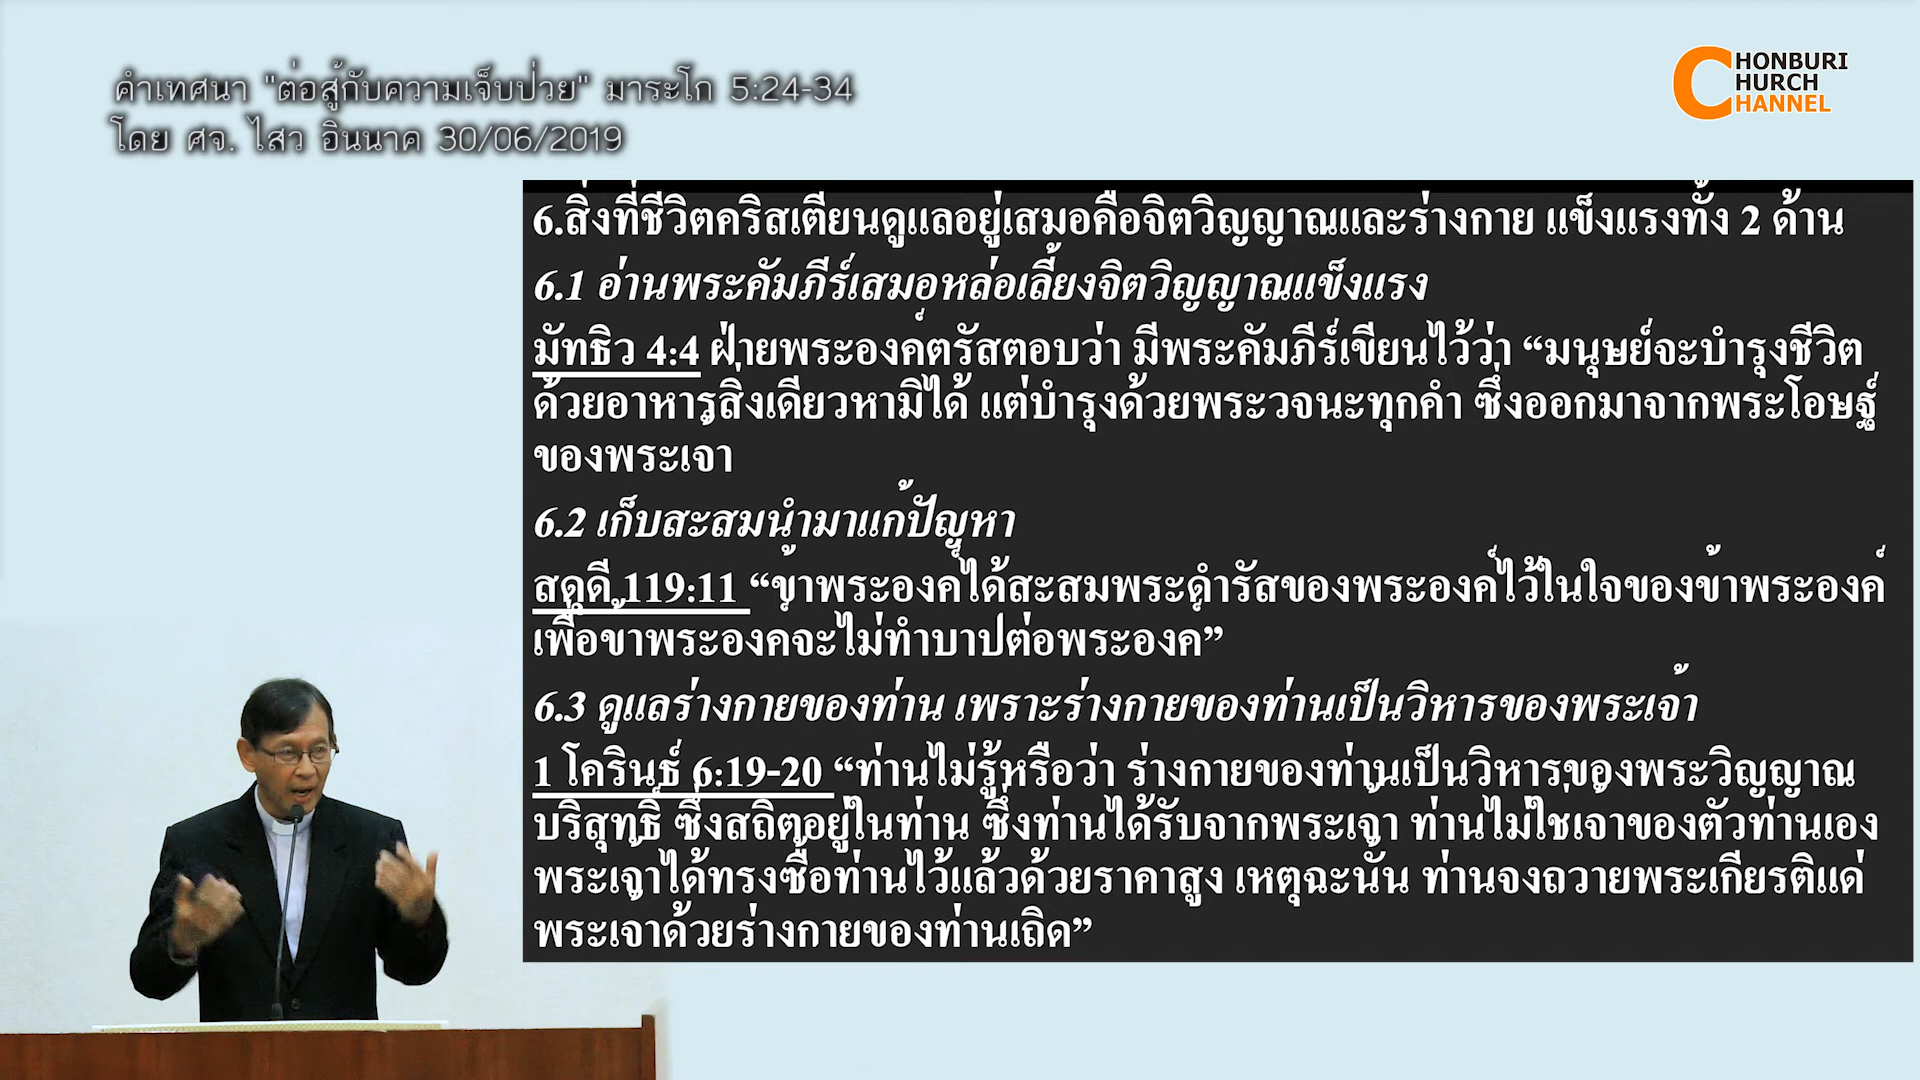 คำเทศนา "ต่อสู้กับความเจ็บป่วย" มาระโก 5:24-34
โดย ศจ. ไสว อินนาค 30/06/2019
CHONBURI
CHURCH
CHANNEL
6.สิ่งที่ชีวิตคริสเตียนดูแลอยู่เสมอคือจิตวิญญาณและร่างกาย แข็งแรงทั้ง 2 ด้าน
6.1 อ่านพระคัมภีร์เสมอหล่อเลี้ยงจิตวิญญาณแข็งแรง
มัทธิว 4:4 ฝ่ายพระองค์ตรัสตอบว่า มีพระคัมภีร์เขียนไว้ว่า “มนุษย์จะบำรุงชีวิต
ด้วยอาหารสิ่งเดียวหามิได้ แต่บำรุงด้วยพระวจนะทุกคำ ซึ่งออกมาจากพระโอษฐ์
ของพระเจ้า
6.2 เก็บสะสมนำมาแก้ปัญหา
สดุดี 119:11 “ข้าพระองค์ได้สะสมพระดำรัสของพระองค์ไว้ในใจของข้าพระองค์
เพื่อข้าพระองค์จะไม่ทำบาปต่อพระองค์”
6.3 ดูแลร่างกายของท่าน เพราะร่างกายของท่านเป็นวิหารของพระเจ้า
1 โครินธ์ 6:19-20 “ท่านไม่รู้หรือว่า ร่างกายของท่านเป็นวิหารของพระวิญญาณ
บริสุทธิ์ ซึ่งสถิตอยู่ในท่าน ซึ่งท่านได้รับจากพระเจ้า ท่านไม่ใช่เจ้าของตัวท่านเอง
พระเจ้าได้ทรงซื้อท่านไว้แล้วด้วยราคาสูง เหตุฉะนั้น ท่านจงถวายพระเกียรติแด่
พระเจ้าด้วยร่างกายของท่านเถิด”